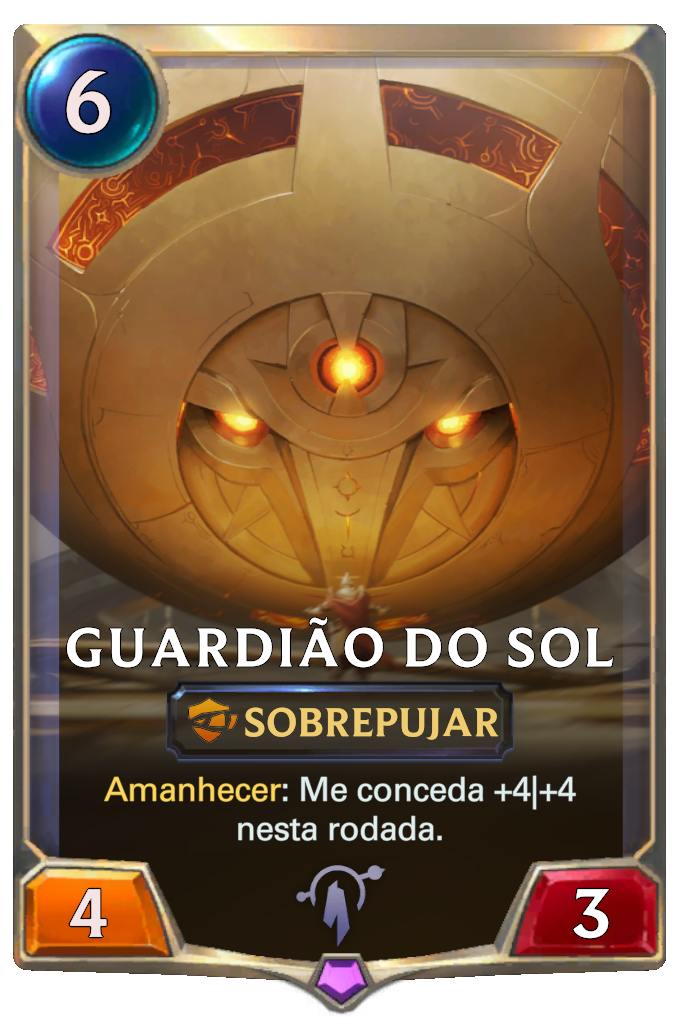 6
GUARDIÃO DO SOL
SOBREPUJAR
Amanhecer: Me conceda +4|+4
nesta rodada.
4
3